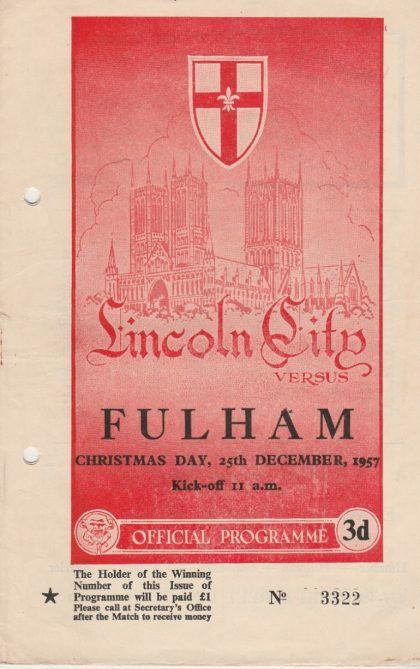 Lincoln City
VERSUS
FULHAM
CHRISTMAS DAY, 25th DECEMBER, 1957
Kick-off 11 a.m.
OFFICIAL PROGRAMME 3d
The Holder of the Winning
Number of this Issue of
Programme will be paid £1
Please call at Secretary's Office
after the Match to receive money
★ Nº 3322